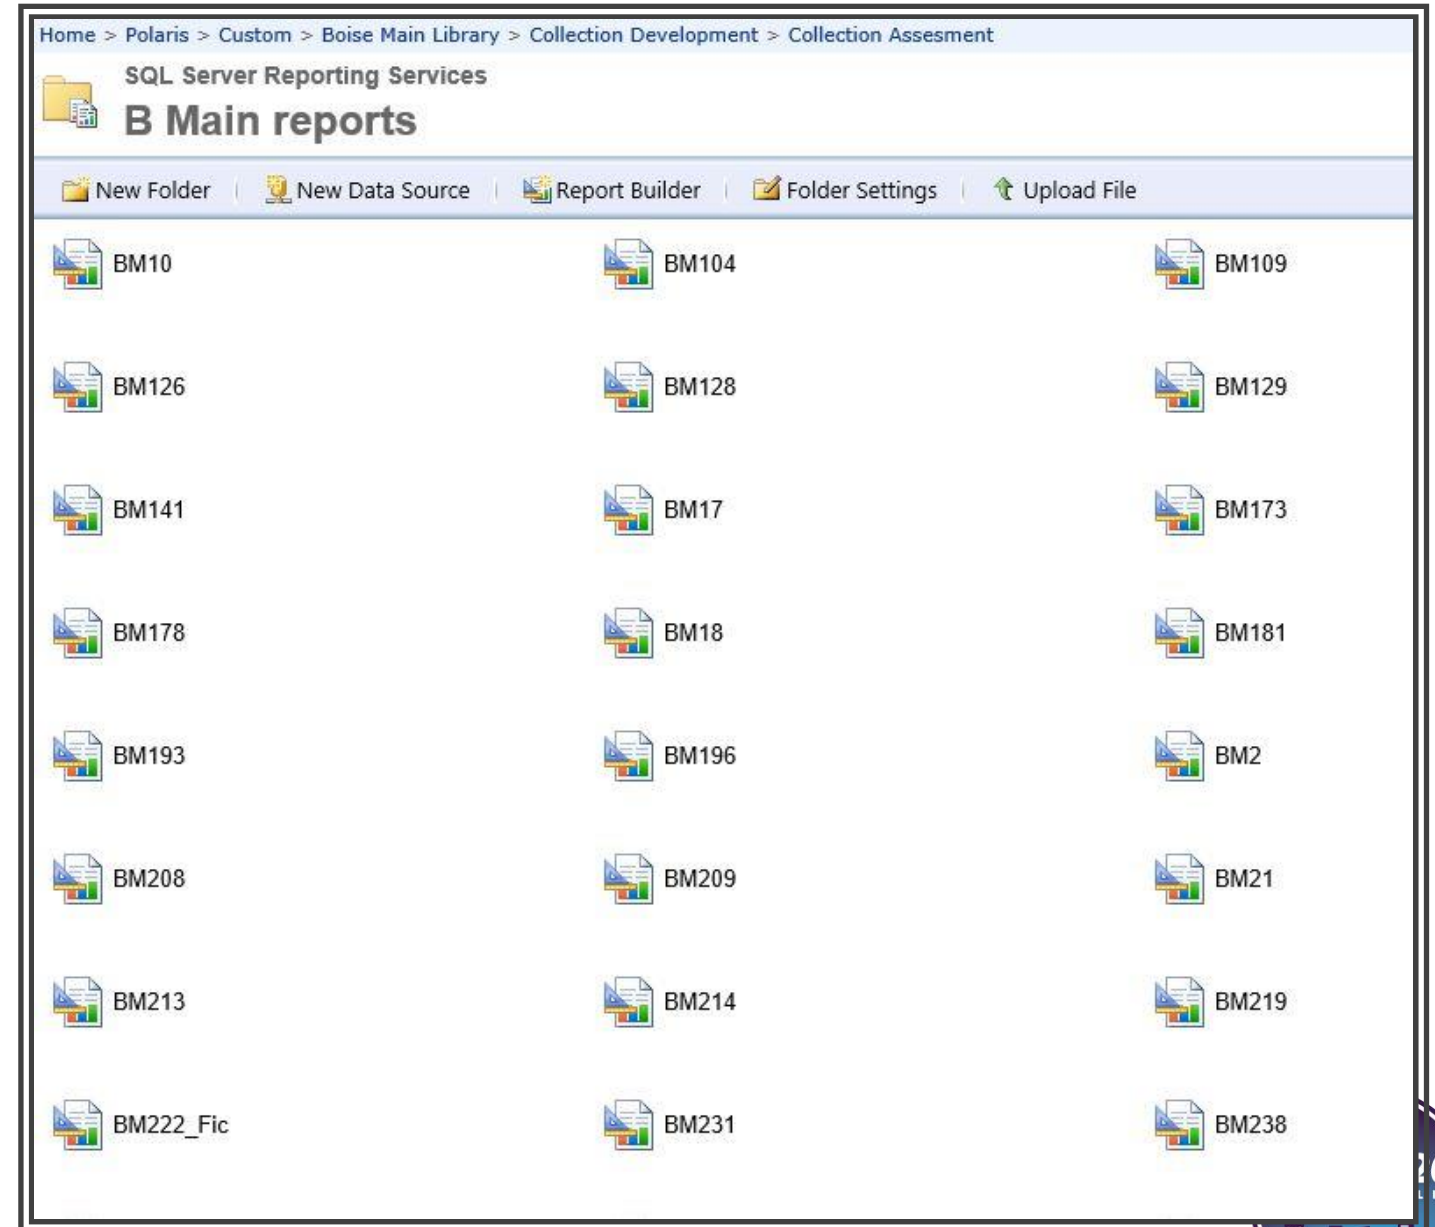 Home > Polaris > Custom > Boise Main Library > Collection Development > Collection Assesment
SQL Server Reporting Services
B Main reports
New Folder | New Data Source | Report Builder | Folder Settings | Upload File
BM10 BM104 BM109
BM126 BM128 BM129
BM141 BM17 BM173
BM178 BM18 BM181
BM193 BM196 BM2
BM208 BM209 BM21
BM213 BM214 BM219
BM222_Fic BM231 BM238